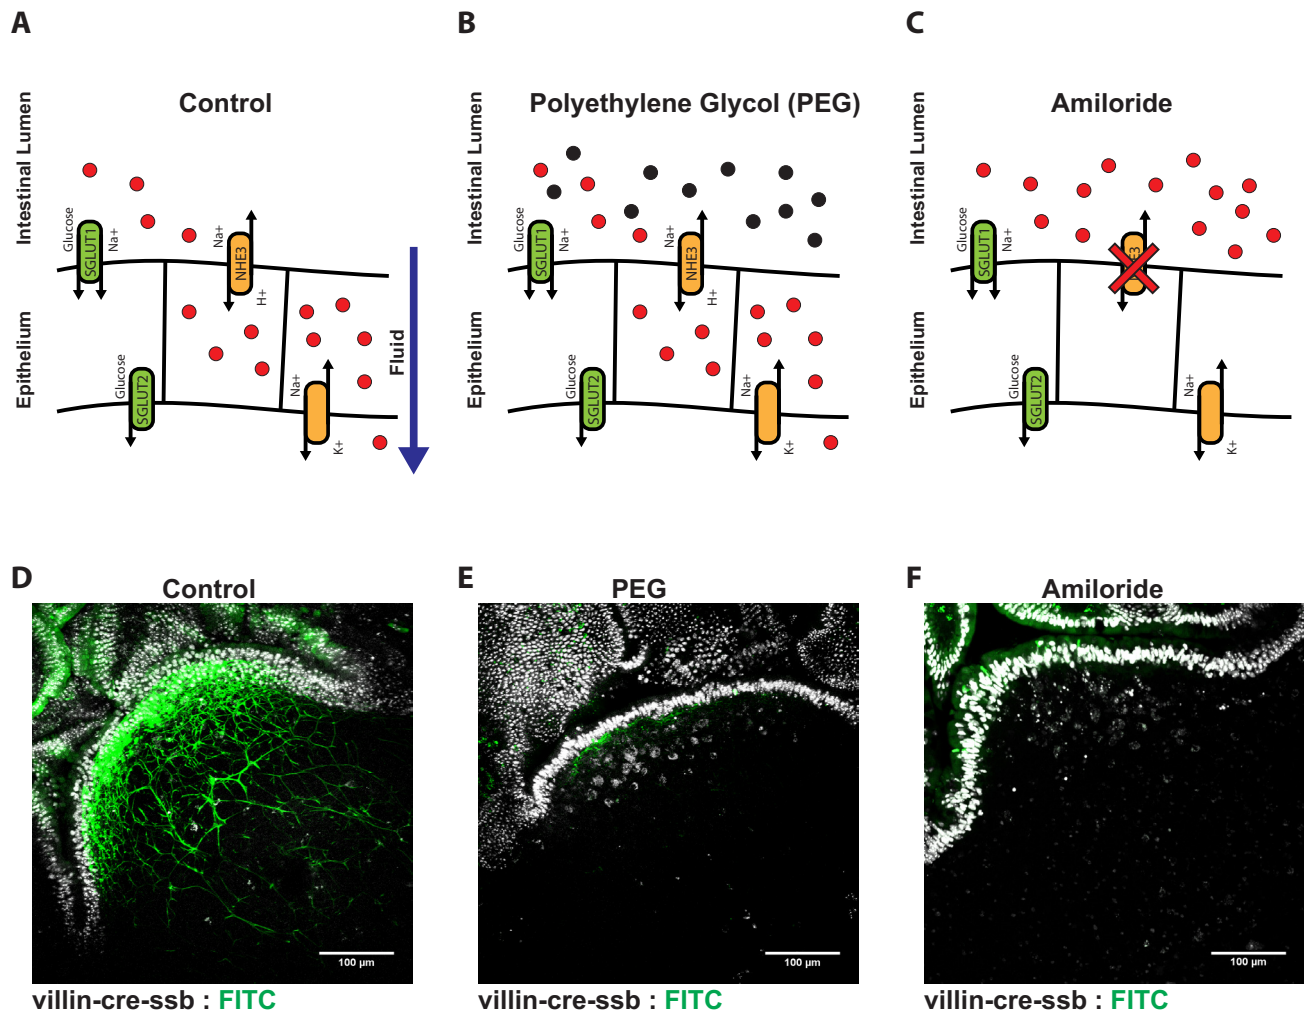 A
B
C
Control
Polyethylene Glycol (PEG)
Amiloride
Intestinal Lumen
Epithelium
Glucose
SGLUT1
Na+
Na+
NHE3
H+
Glucose
SGLUT2
Na+
K+
Fluid
Intestinal Lumen
Epithelium
Glucose
SGLUT1
Na+
Na+
NHE3
H+
Glucose
SGLUT2
Na+
K+
Intestinal Lumen
Epithelium
Glucose
SGLUT1
Na+
Glucose
SGLUT2
Na+
K+
D
Control
E
PEG
F
Amiloride
100 µm
100 µm
100 µm
villin-cre-ssb : FITC
villin-cre-ssb : FITC
villin-cre-ssb : FITC